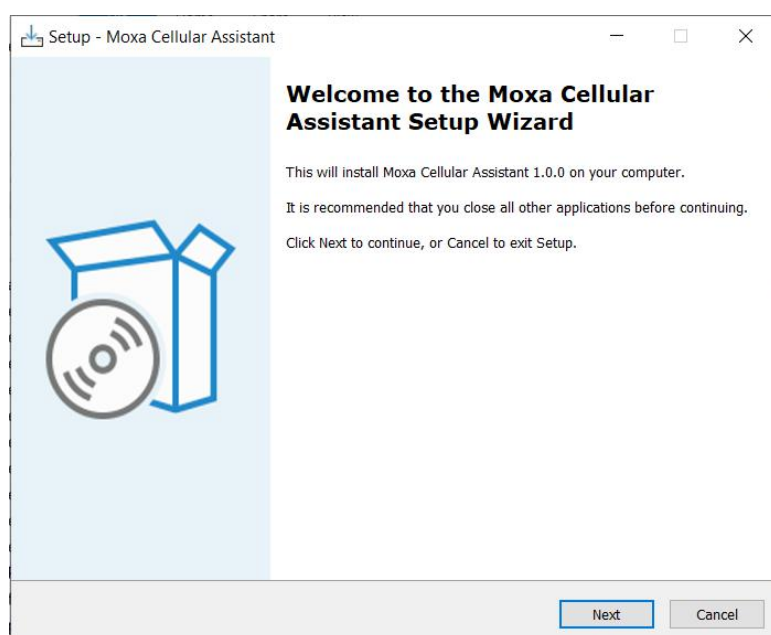 Setup - Moxa Cellular Assistant
Welcome to the Moxa Cellular
Assistant Setup Wizard
This will install Moxa Cellular Assistant 1.0.0 on your computer.
It is recommended that you close all other applications before continuing.
Click Next to continue, or Cancel to exit Setup.
Next
Cancel